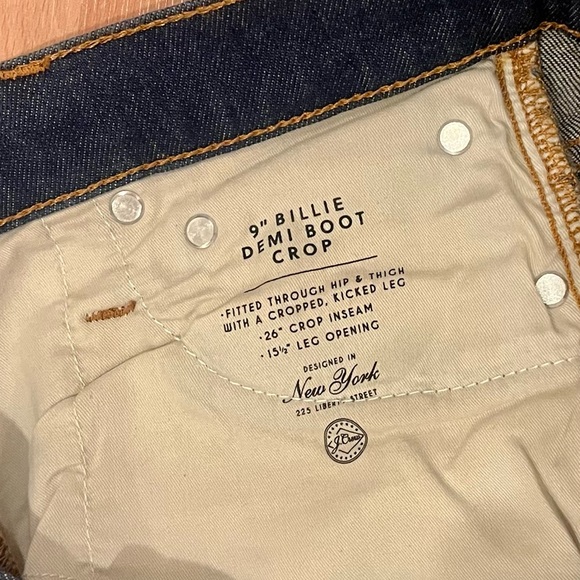 9" BILLIE
DEMI BOOT
CROP
·FITTED THROUGH HIP & THIGH
WITH A CROPPED, KICKED LEG
·26" CROP INSEAM
·15½" LEG OPENING
DESIGNED IN
New York
225 LIBERTY STREET
J.Crew